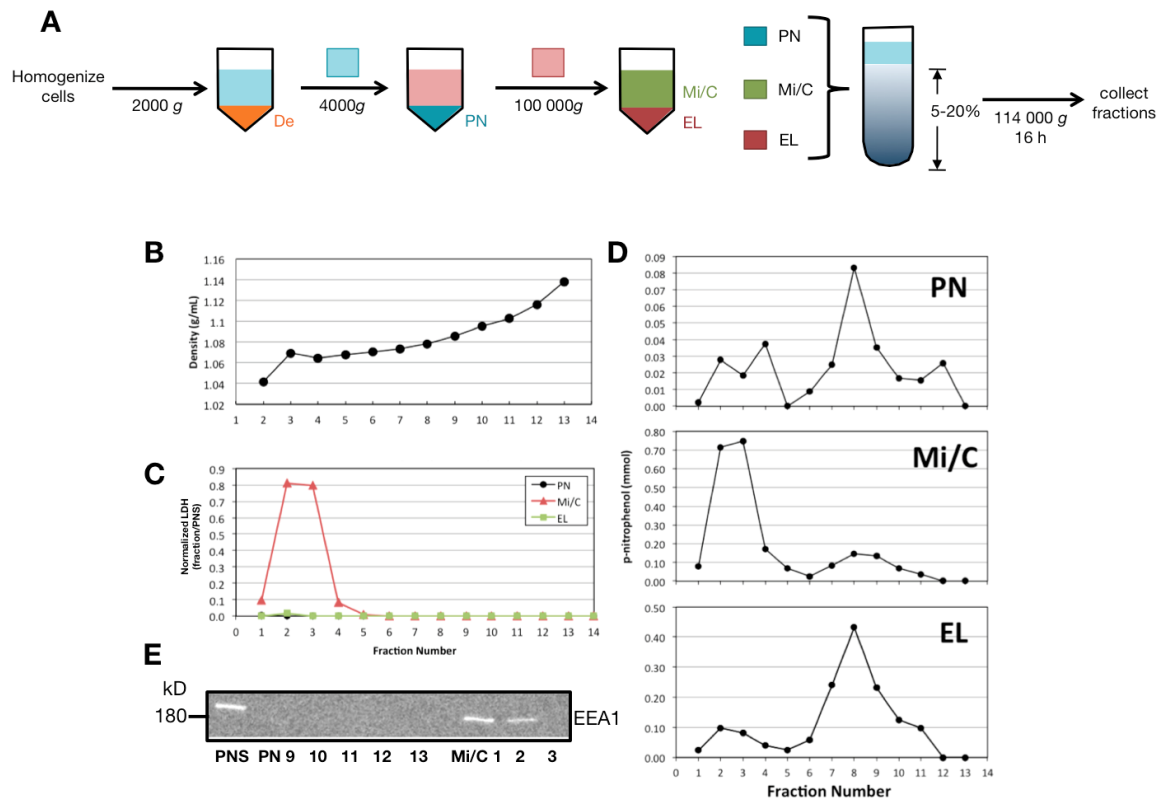 A
Homogenize
cells
2000 g
De
4000g
PN
100 000g
Mi/C
EL
PN
Mi/C
EL
5-20%
114 000 g
16 h
collect
fractions
B
Density (g/mL)
1.16
1.14
1.12
1.1
1.08
1.06
1.04
1.02
1 2 3 4 5 6 7 8 9 10 11 12 13 14
C
Normalized LDH
(fraction/PNS)
0.9
0.8
0.7
0.6
0.5
0.4
0.3
0.2
0.1
0.0
PN
Mi/C
EL
0 1 2 3 4 5 6 7 8 9 10 11 12 13 14
Fraction Number
D
p-nitrophenol (mmol)
PN
0.09
0.08
0.07
0.06
0.05
0.04
0.03
0.02
0.01
0.00
Mi/C
0.80
0.70
0.60
0.50
0.40
0.30
0.20
0.10
0.00
EL
0.50
0.40
0.30
0.20
0.10
0.00
0 1 2 3 4 5 6 7 8 9 10 11 12 13 14
Fraction Number
E
kD
180
EEA1
PNS PN 9 10 11 12 13 Mi/C 1 2 3